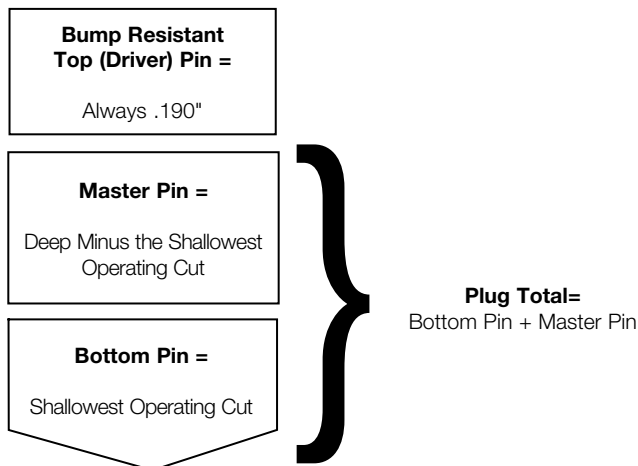 Bump Resistant
Top (Driver) Pin =
Always .190"
Master Pin =
Deep Minus the Shallowest
Operating Cut
Bottom Pin =
Shallowest Operating Cut
Plug Total=
Bottom Pin + Master Pin